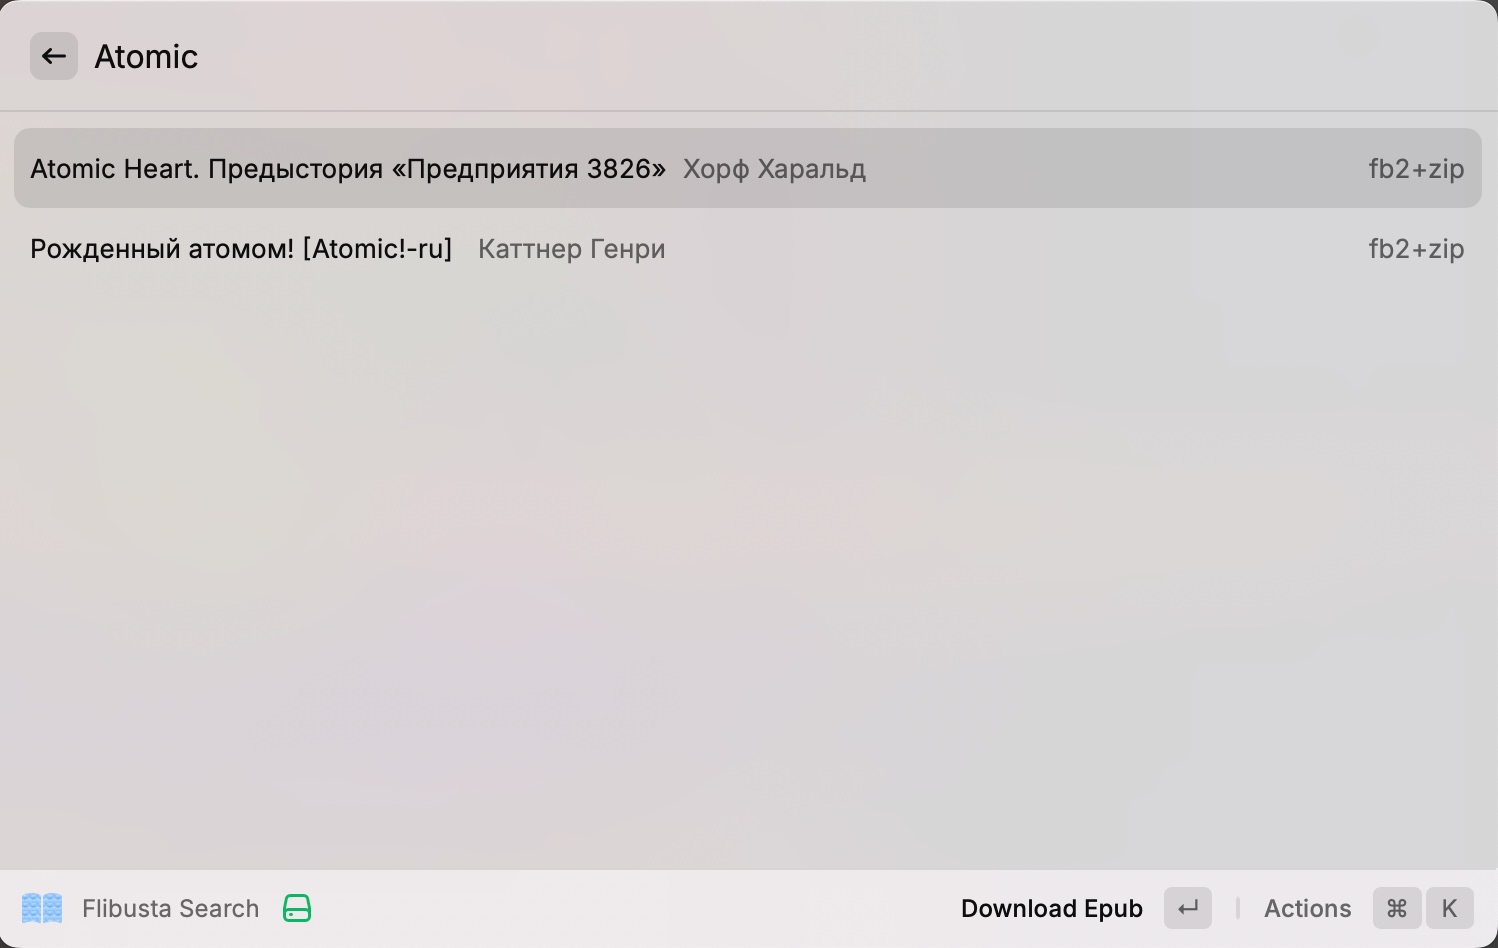 Atomic
Atomic Heart. Предыстория «Предприятия 3826» Хорф Харальд fb2+zip
Рожденный атомом! [Atomic!-ru] Каттнер Генри fb2+zip
Flibusta Search Download Epub Actions ⌘ K